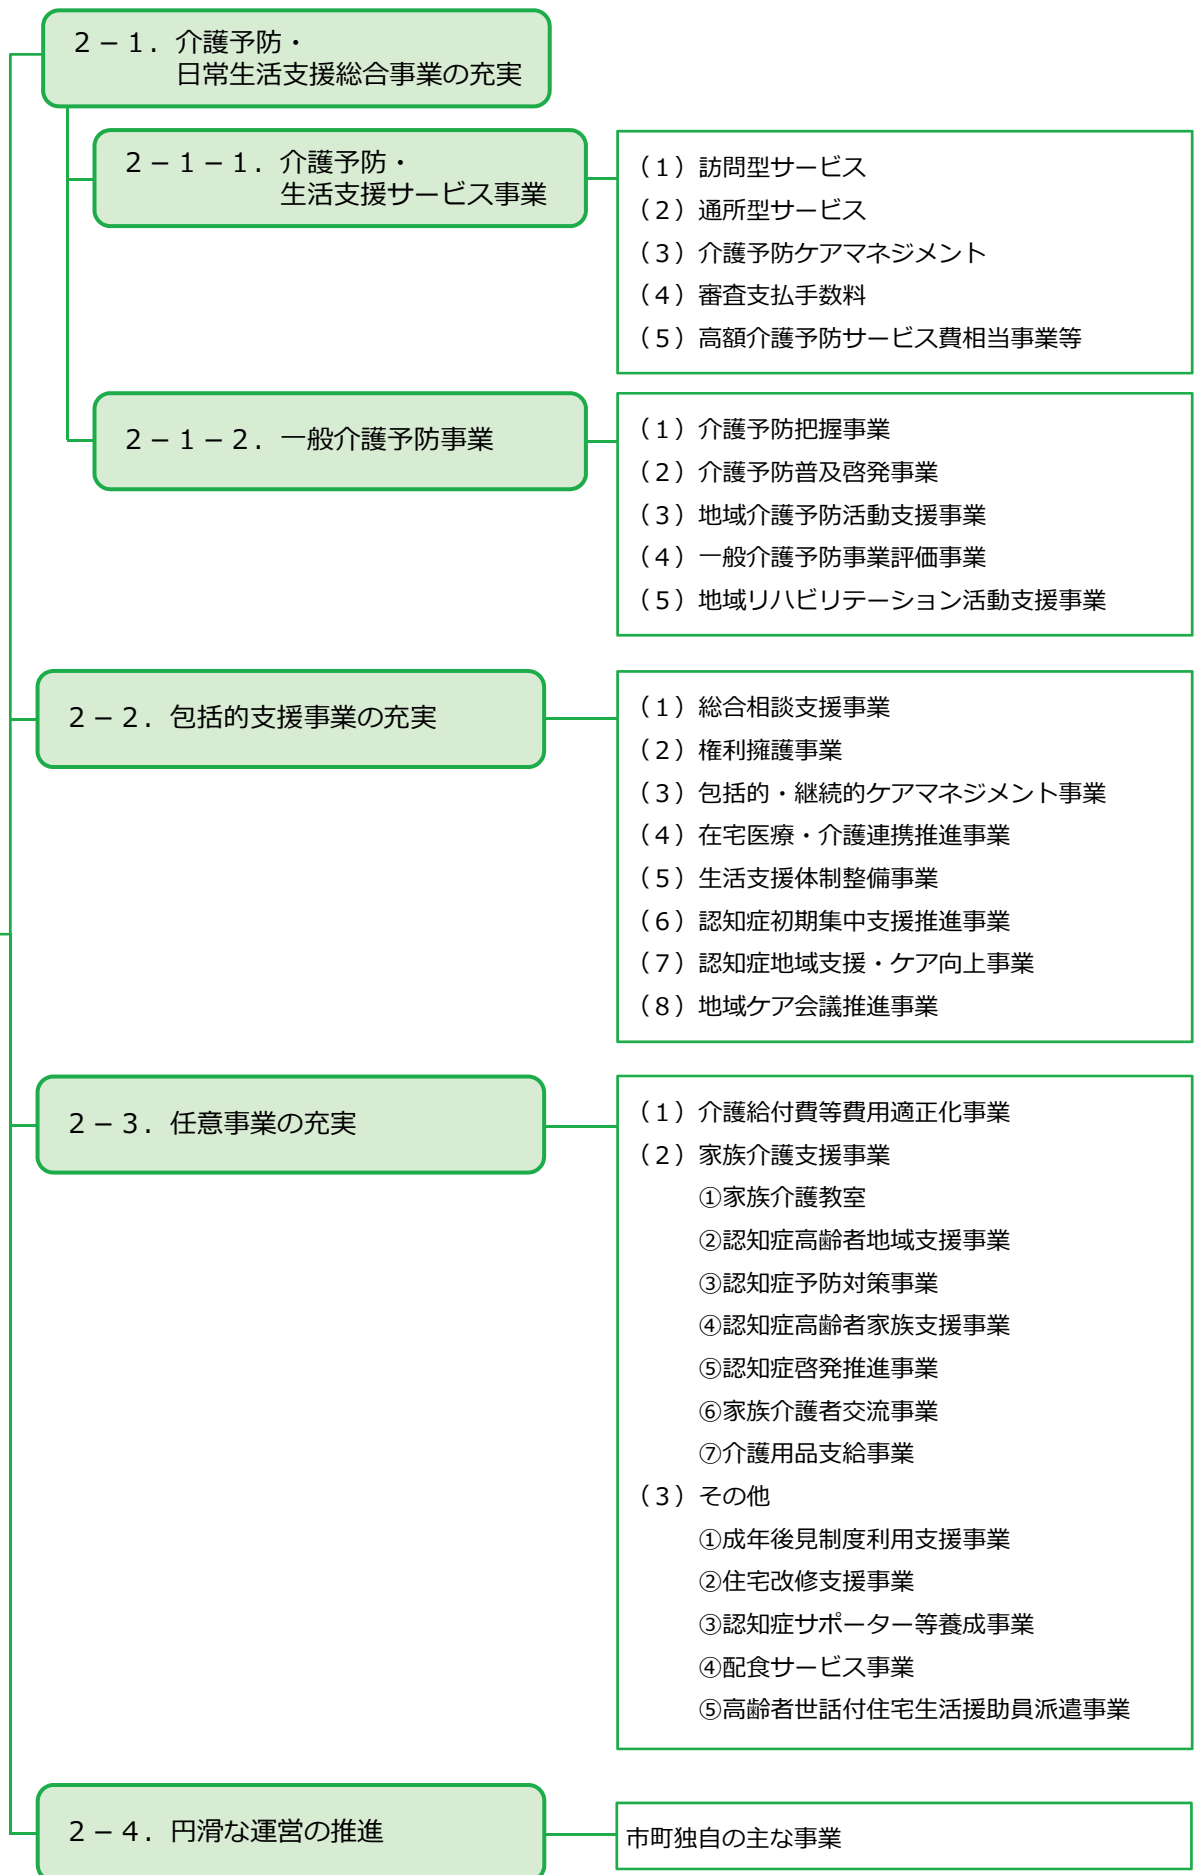 ２－１．介護予防・
日常生活支援総合事業の充実
２－１－１．介護予防・
生活支援サービス事業
（１）訪問型サービス
（２）通所型サービス
（３）介護予防ケアマネジメント
（４）審査支払手数料
（５）高額介護予防サービス費相当事業等
２－１－２．一般介護予防事業
（１）介護予防把握事業
（２）介護予防普及啓発事業
（３）地域介護予防活動支援事業
（４）一般介護予防事業評価事業
（５）地域リハビリテーション活動支援事業
２－２．包括的支援事業の充実
（１）総合相談支援事業
（２）権利擁護事業
（３）包括的・継続的ケアマネジメント事業
（４）在宅医療・介護連携推進事業
（５）生活支援体制整備事業
（６）認知症初期集中支援推進事業
（７）認知症地域支援・ケア向上事業
（８）地域ケア会議推進事業
２－３．任意事業の充実
（１）介護給付費等費用適正化事業
（２）家族介護支援事業
①家族介護教室
②認知症高齢者地域支援事業
③認知症予防対策事業
④認知症高齢者家族支援事業
⑤認知症啓発推進事業
⑥家族介護者交流事業
⑦介護用品支給事業
（３）その他
①成年後見制度利用支援事業
②住宅改修支援事業
③認知症サポーター等養成事業
④配食サービス事業
⑤高齢者世話付住宅生活援助員派遣事業
２－４．円滑な運営の推進
市町独自の主な事業